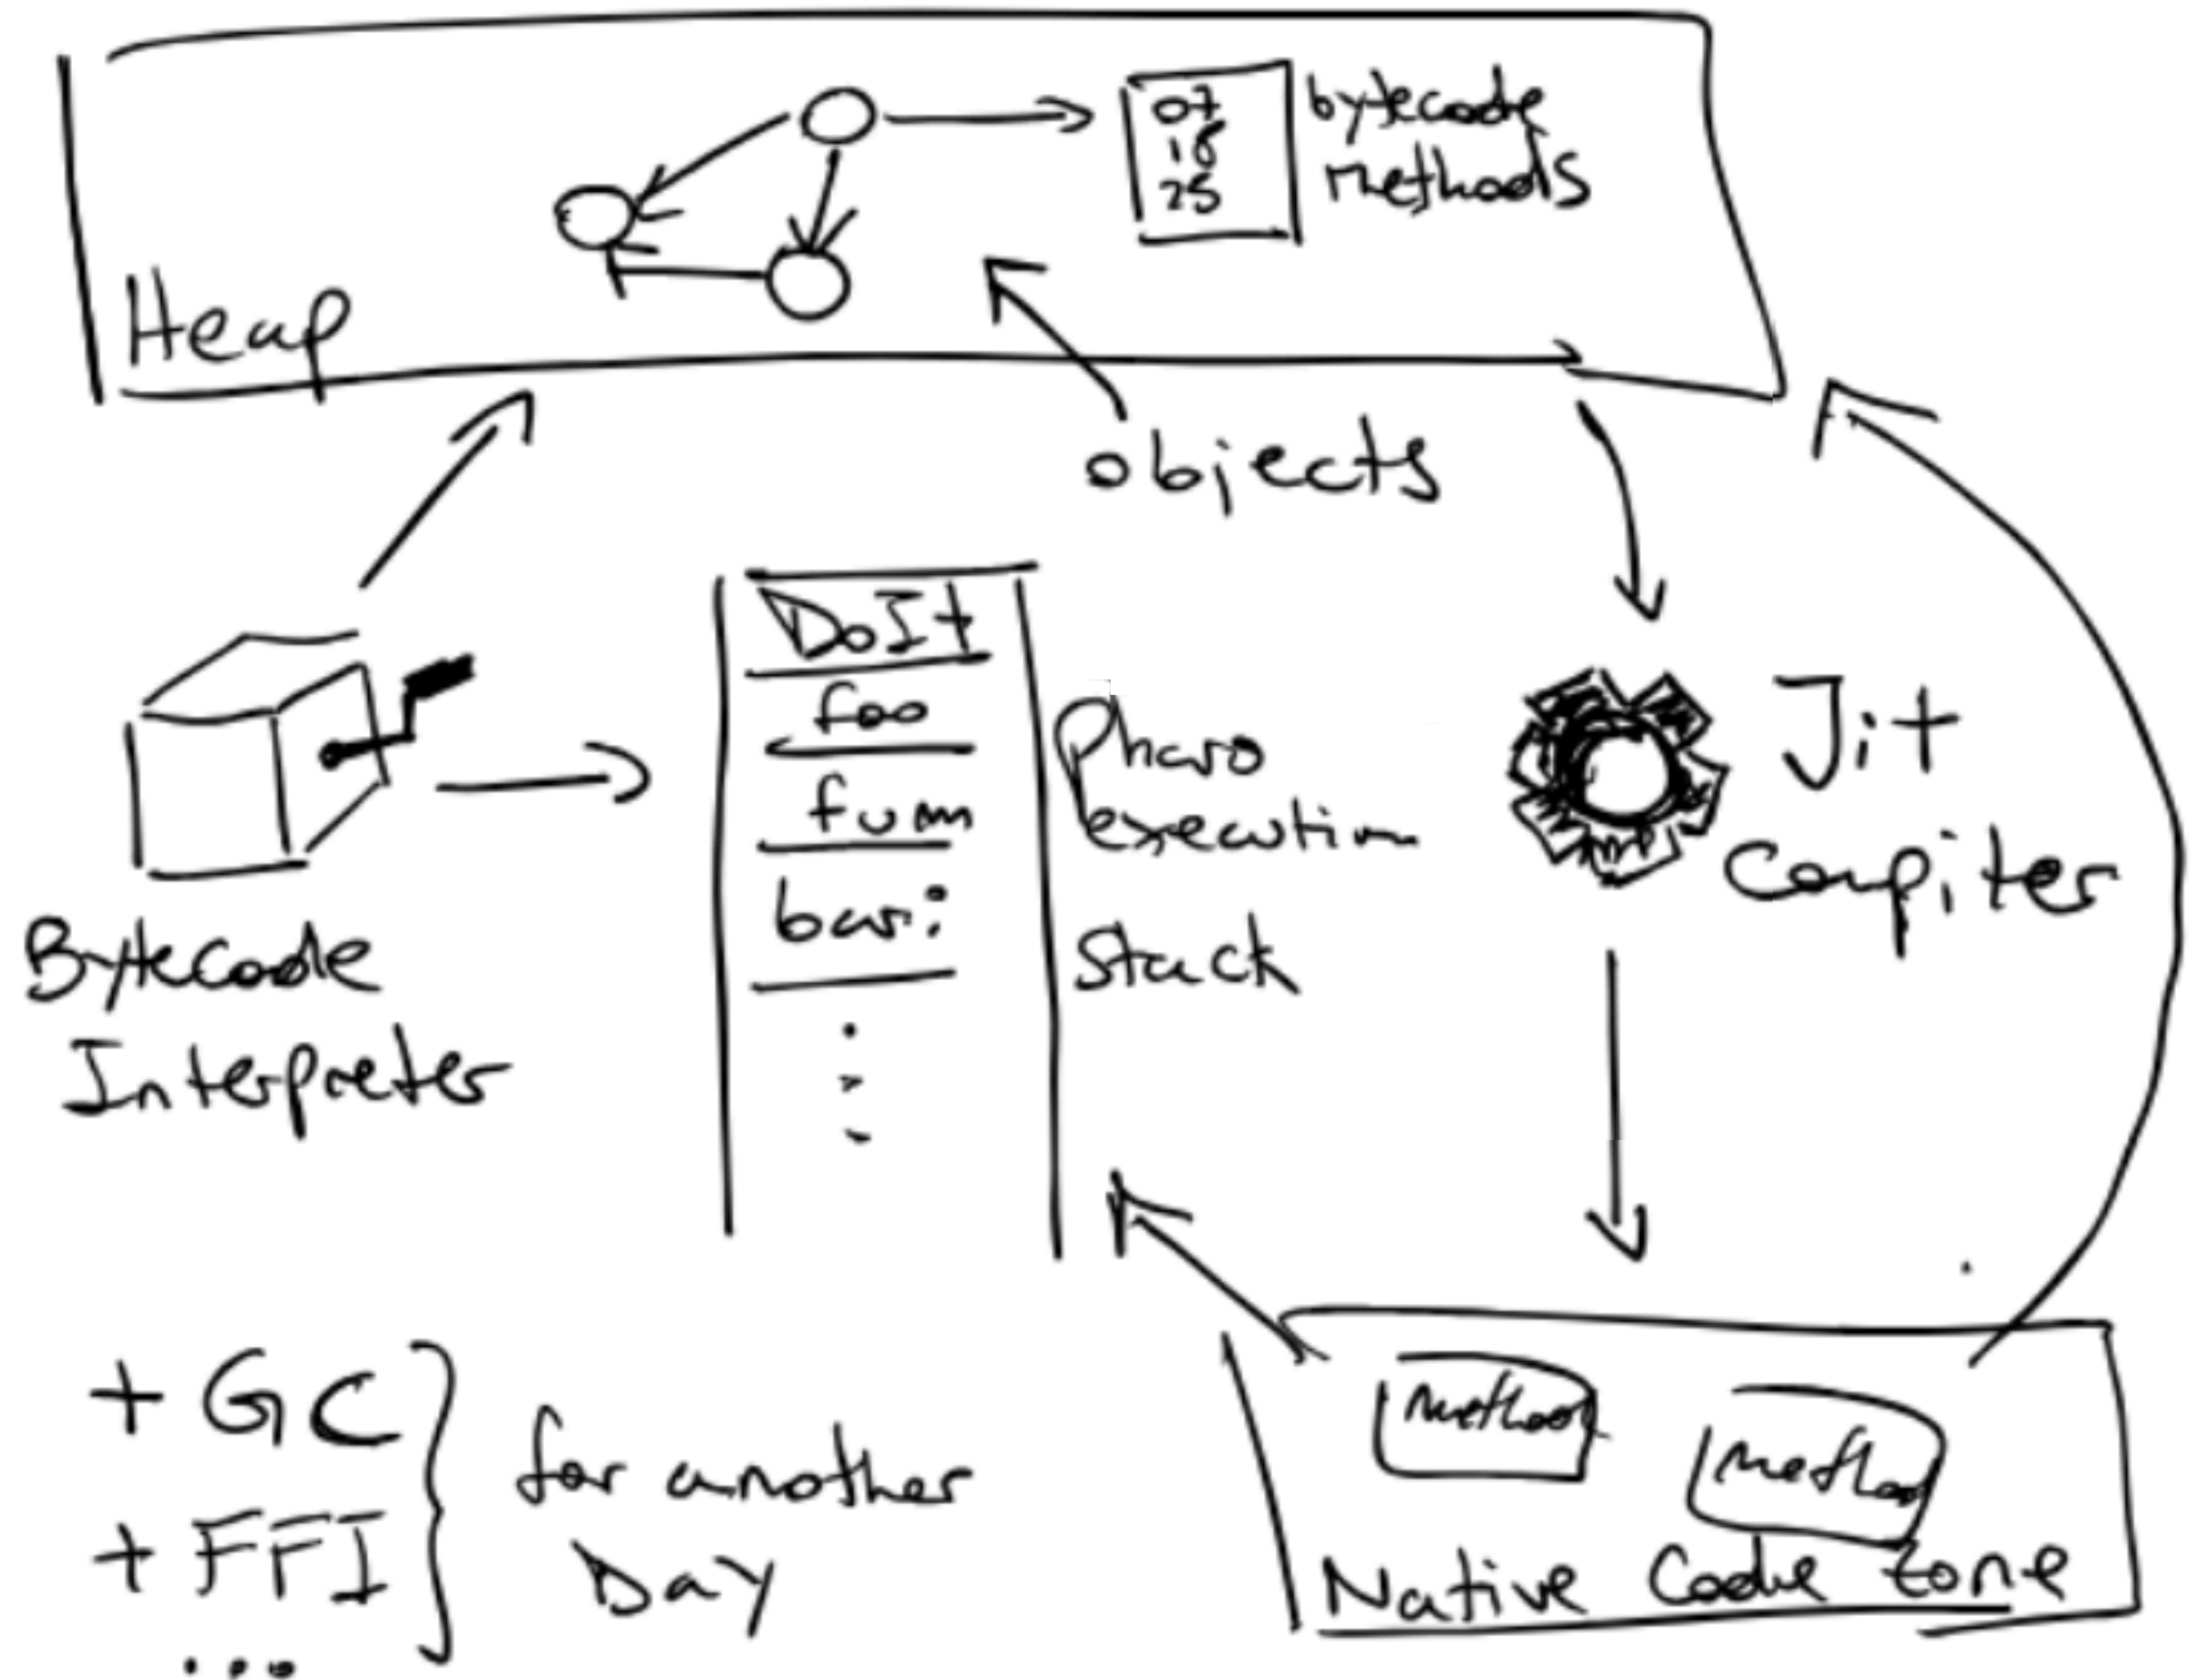 07
18
25
bytecode
methods
Heap
objects
DoIt
foo
fum
bar:
Pharo
execution
stack
Jit
Compiler
Bytecode
Interpreter
+ GC
+ FFI
...
for another
Day
method
method
Native Code zone